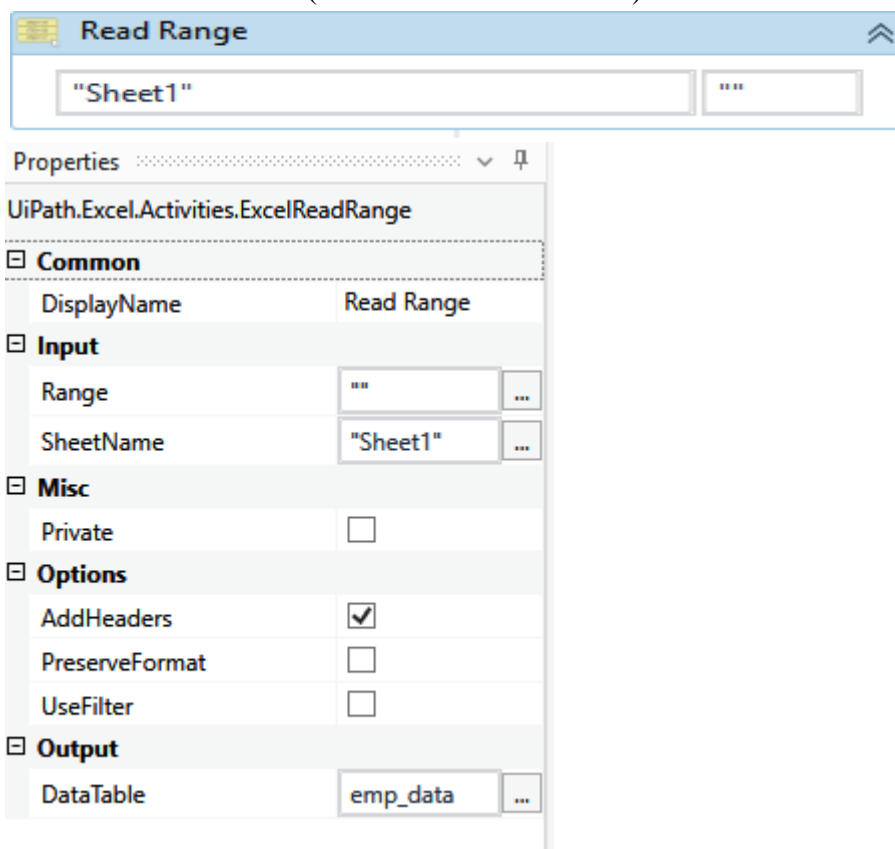 Read Range
"Sheet1" ""
Properties
UiPath.Excel.Activities.ExcelReadRange
Common
DisplayName Read Range
Input
Range "" ...
SheetName "Sheet1" ...
Misc
Private
Options
AddHeaders
PreserveFormat
UseFilter
Output
DataTable emp_data ...